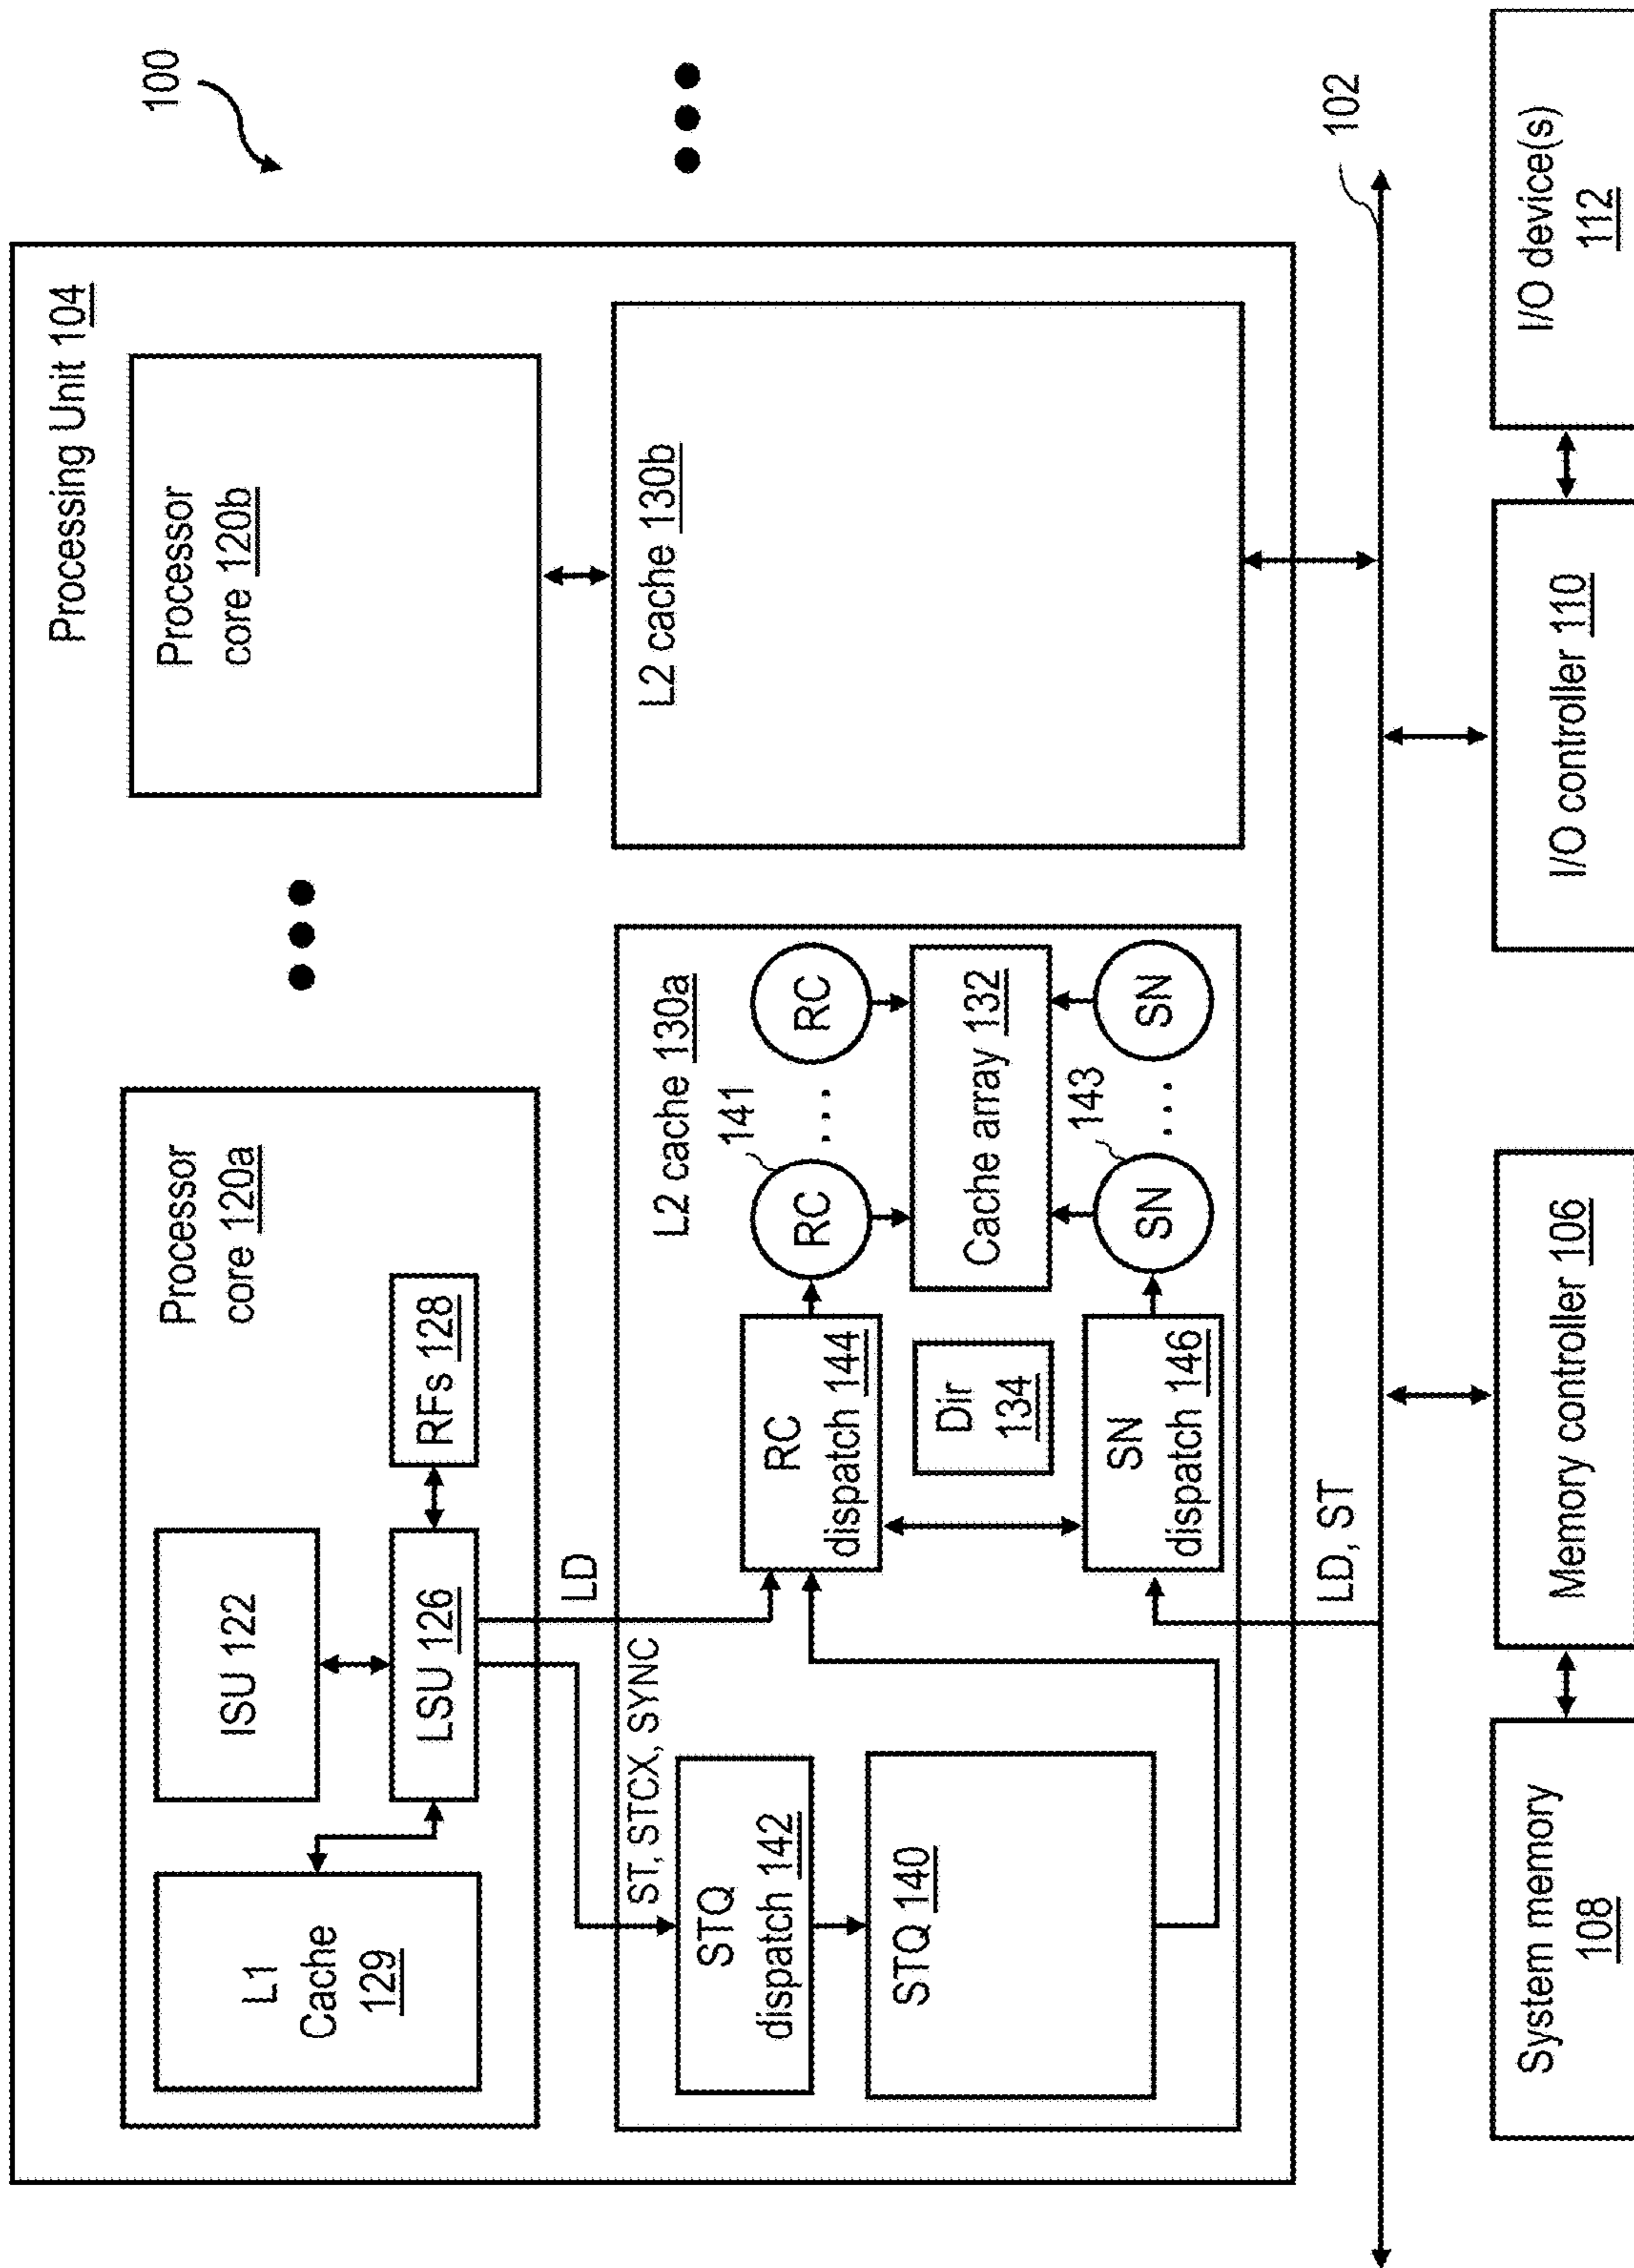 100
Processing Unit 104
Processor
core 120a
L1
Cache
129
ISU 122
LSU 126
RFs 128
Processor
core 120b
LD
ST, STCX, SYNC
L2 cache 130a
STQ
dispatch 142
STQ 140
RC
dispatch 144
Dir
134
SN
dispatch 146
141
RC
....
RC
Cache array 132
143
SN
....
SN
L2 cache 130b
LD, ST
102
System memory
108
Memory controller 106
I/O controller 110
I/O device(s)
112